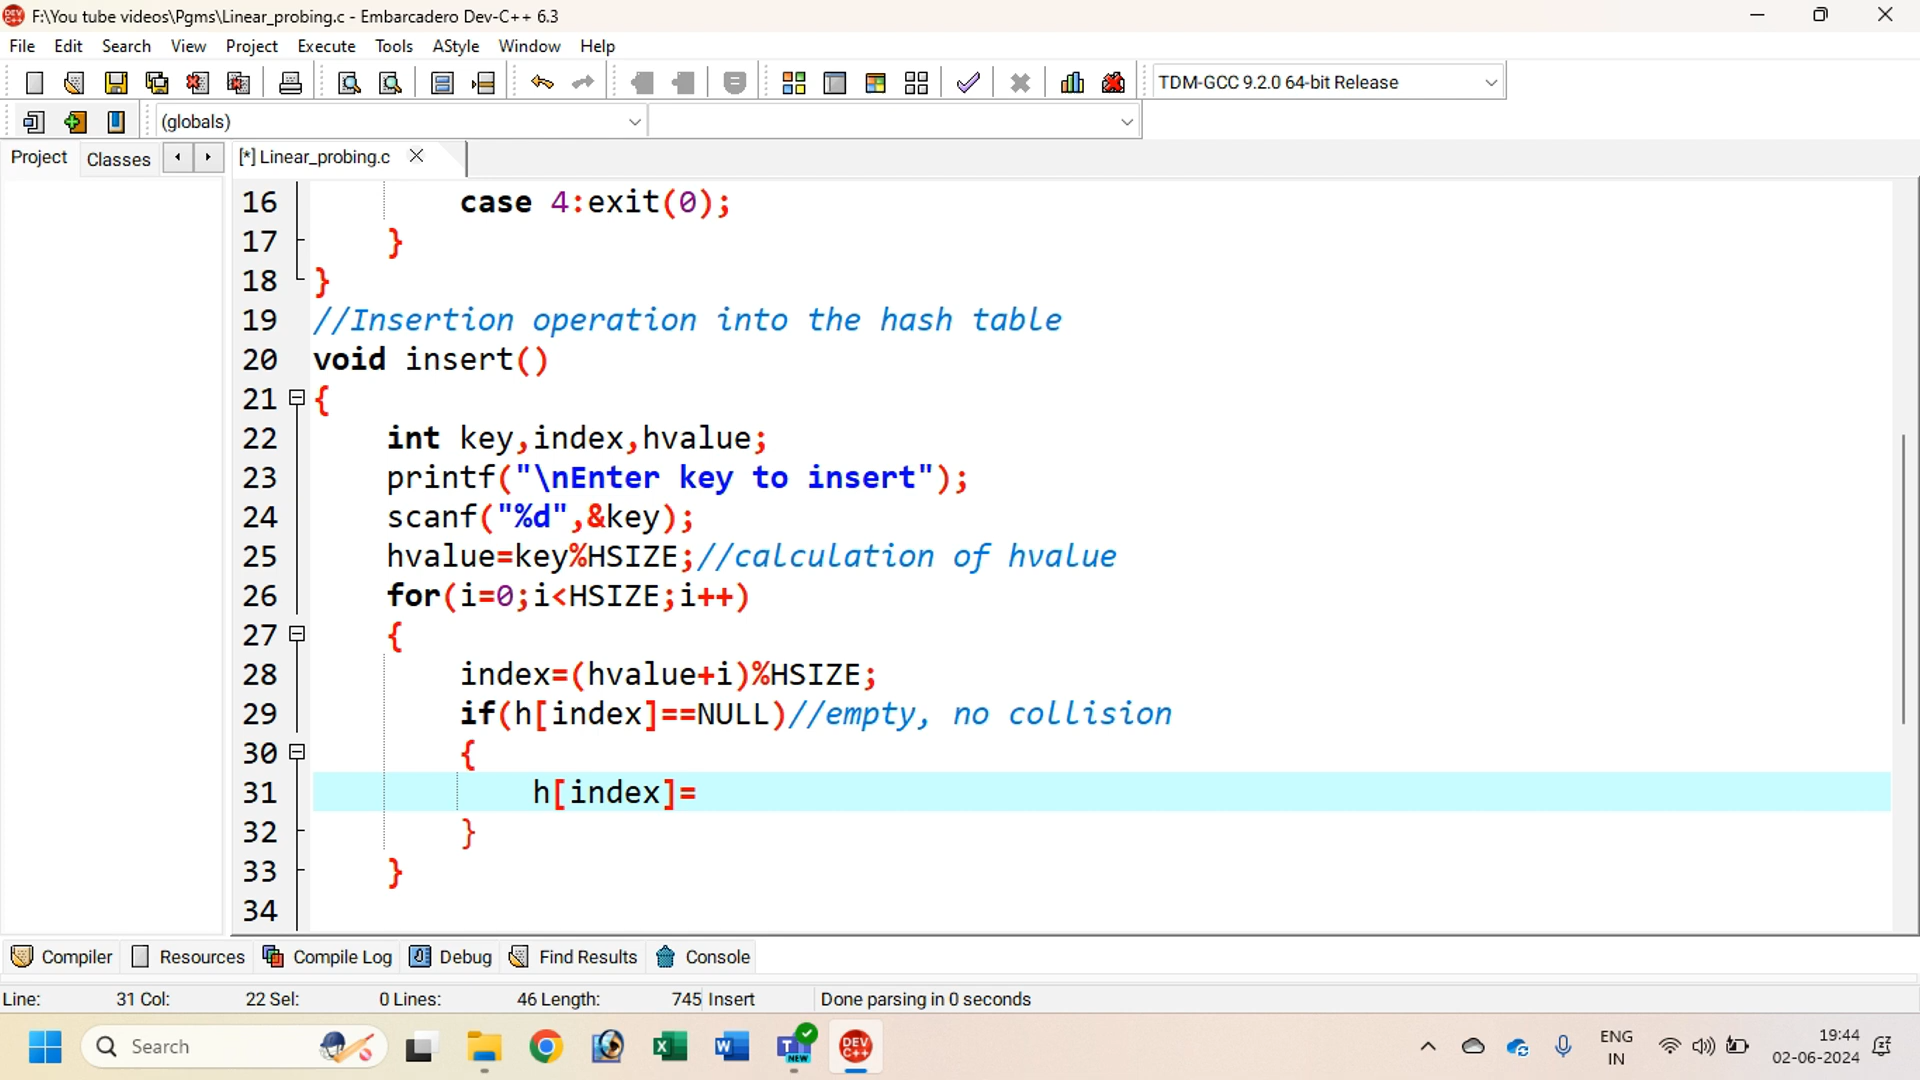 F:\You tube videos\Pgms\Linear_probing.c - Embarcadero Dev-C++ 6.3
File Edit Search View Project Execute Tools AStyle Window Help
TDM-GCC 9.2.0 64-bit Release
(globals)
Project Classes [*] Linear_probing.c
16 case 4:exit(0);
17 }
18 }
19 //Insertion operation into the hash table
20 void insert()
21 {
22 int key,index,hvalue;
23 printf("\nEnter key to insert");
24 scanf("%d",&key);
25 hvalue=key%HSIZE;//calculation of hvalue
26 for(i=0;i<HSIZE;i++)
27 {
28 index=(hvalue+i)%HSIZE;
29 if(h[index]==NULL)//empty, no collision
30 {
31 h[index]=
32 }
33 }
34
Compiler Resources Compile Log Debug Find Results Console
Line: 31 Col: 22 Sel: 0 Lines: 46 Length: 745 Insert Done parsing in 0 seconds
Search
NEW
DEV C++
ENG
IN
19:44
02-06-2024